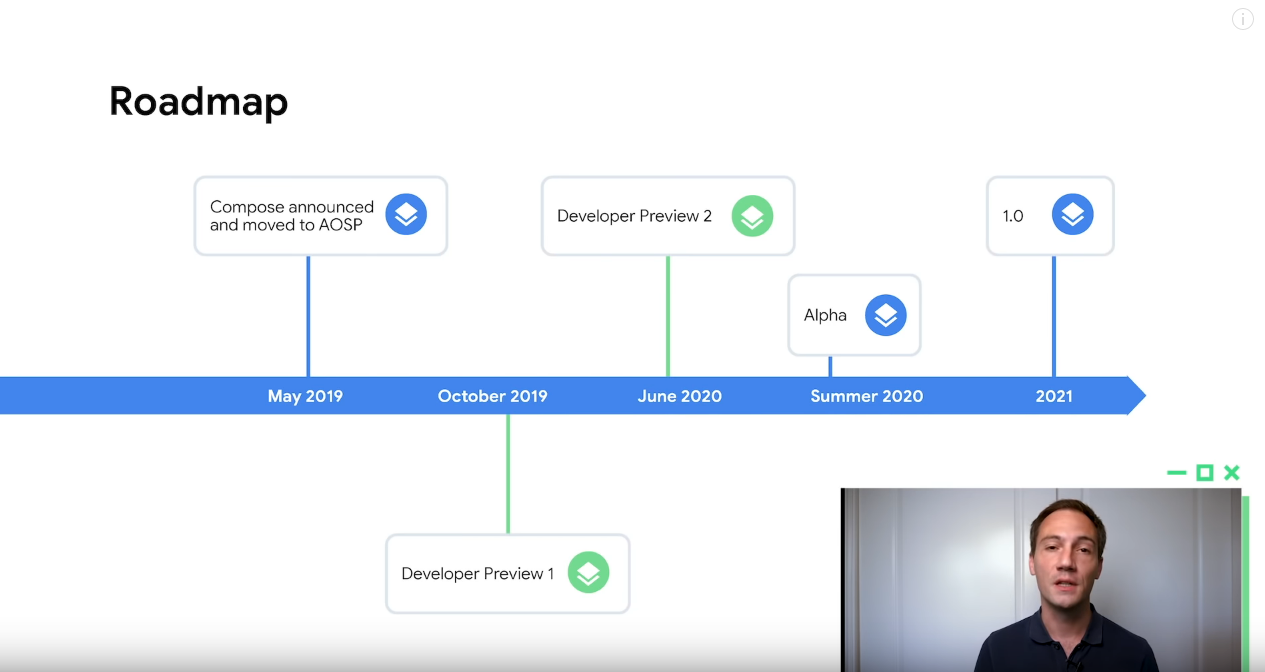 Roadmap
Compose announced
and moved to AOSP
Developer Preview 2
1.0
Alpha
May 2019
October 2019
June 2020
Summer 2020
2021
Developer Preview 1